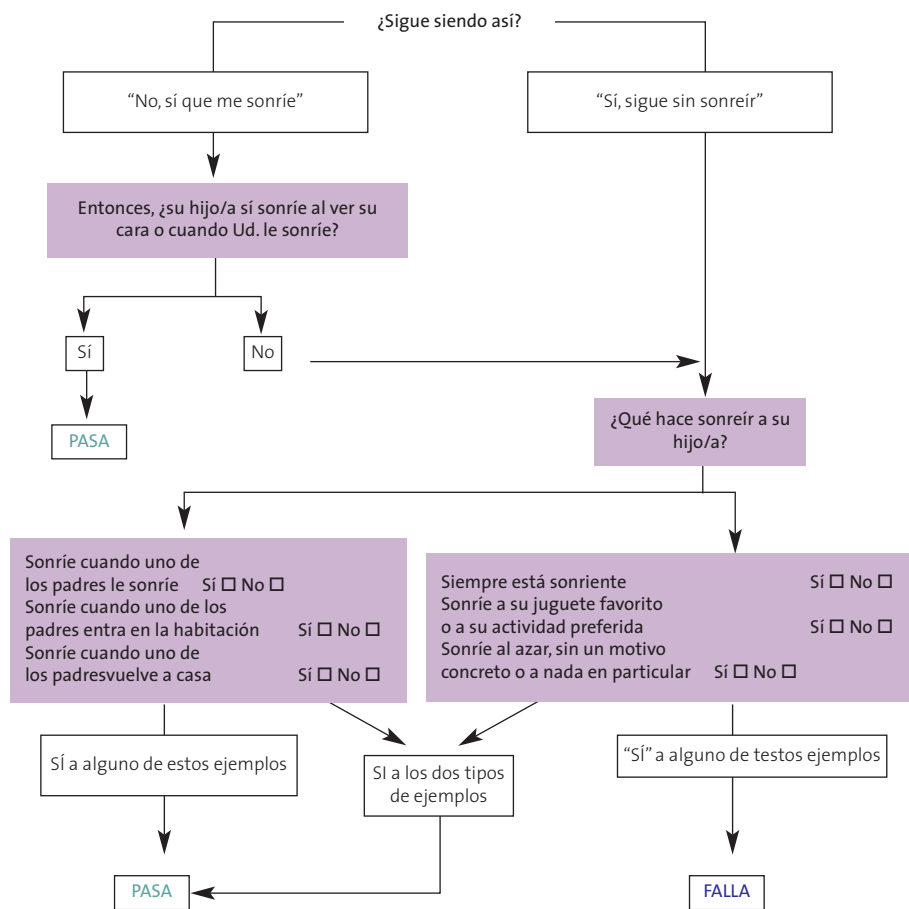 ¿Sigue siendo así?
“No, sí que me sonríe”
“Sí, sigue sin sonreír”
Entonces, ¿su hijo/a sí sonríe al ver su
cara o cuando Ud. le sonríe?
Sí
No
PASA
¿Qué hace sonreír a su
hijo/a?
Sonríe cuando uno de
los padres le sonríe Sí □ No □
Sonríe cuando uno de los
padres entra en la habitación Sí □ No □
Sonríe cuando uno de
los padresvuelve a casa Sí □ No □
Siempre está sonriente Sí □ No □
Sonríe a su juguete favorito
o a su actividad preferida Sí □ No □
Sonríe al azar, sin un motivo
concreto o a nada en particular Sí □ No □
SÍ a alguno de estos ejemplos
SI a los dos tipos
de ejemplos
“SÍ” a alguno de testos ejemplos
PASA
FALLA